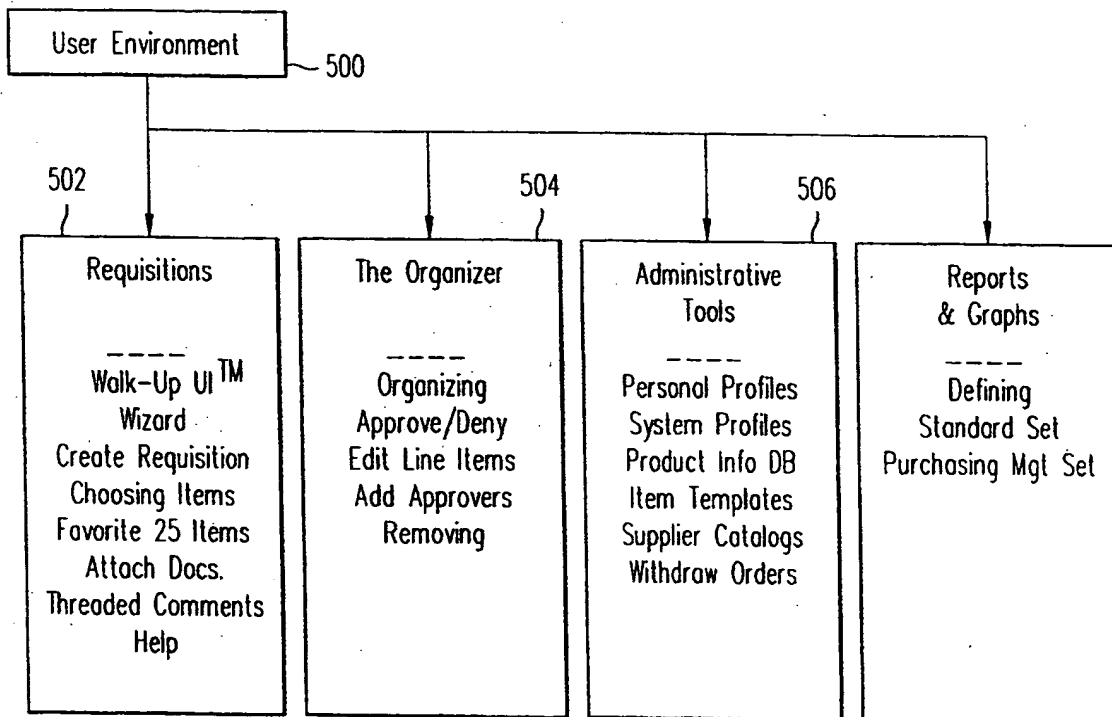 User Environment
500
502
504
506
Requisitions
Walk-Up UI™
Wizard
Create Requisition
Choosing Items
Favorite 25 Items
Attach Docs.
Threaded Comments
Help
The Organizer
Organizing
Approve/Deny
Edit Line Items
Add Approvers
Removing
Administrative
Tools
Personal Profiles
System Profiles
Product Info DB
Item Templates
Supplier Catalogs
Withdraw Orders
Reports
& Graphs
Defining
Standard Set
Purchasing Mgt Set